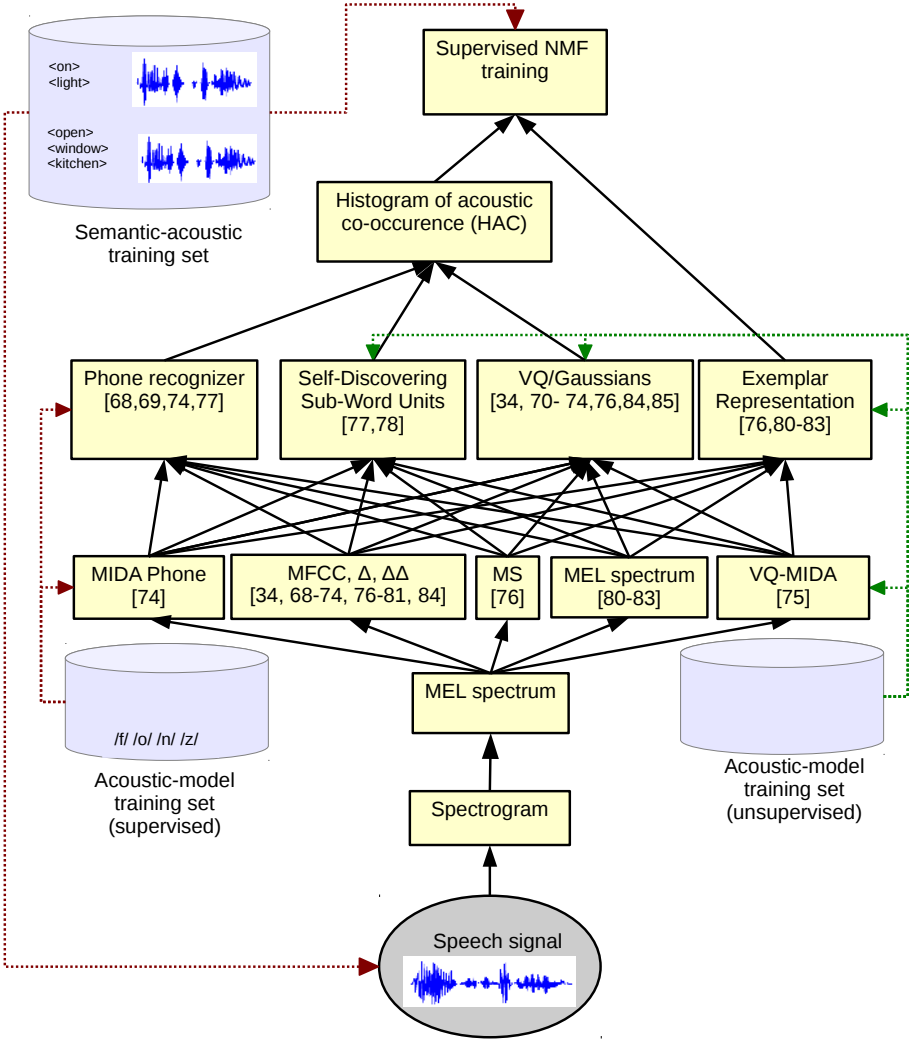 Supervised NMF
training
<on>
<light>
<open>
<window>
<kitchen>
Semantic-acoustic
training set
Histogram of acoustic
co-occurence (HAC)
Phone recognizer
[68,69,74,77]
Self-Discovering
Sub-Word Units
[77,78]
VQ/Gaussians
[34, 70- 74,76,84,85]
Exemplar
Representation
[76,80-83]
MIDA Phone
[74]
MFCC, Δ, ΔΔ
[34, 68-74, 76-81, 84]
MS
[76]
MEL spectrum
[80-83]
VQ-MIDA
[75]
MEL spectrum
/f/ /o/ /n/ /z/
Acoustic-model
training set
(supervised)
Acoustic-model
training set
(unsupervised)
Spectrogram
Speech signal